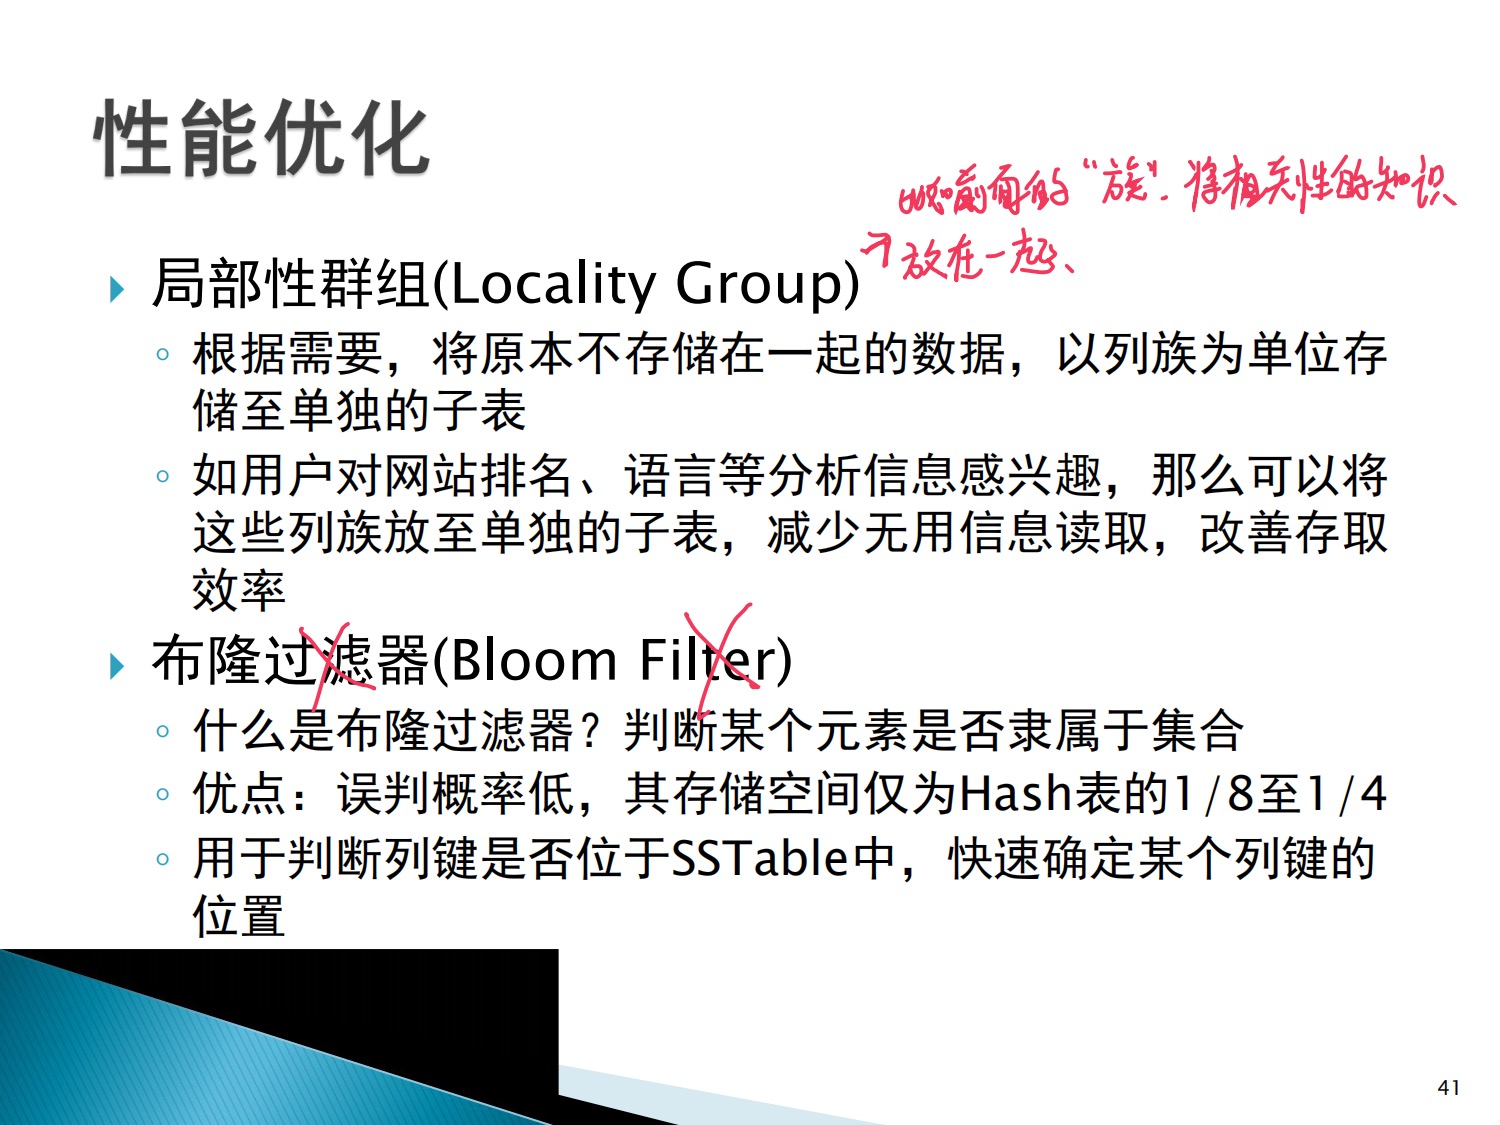 性能优化
前面的“族”.将相关性的知识
放在一起、
局部性群组(Locality Group)
根据需要，将原本不存储在一起的数据，以列族为单位存
储至单独的子表
如用户对网站排名、语言等分析信息感兴趣，那么可以将
这些列族放至单独的子表，减少无用信息读取，改善存取
效率
布隆过滤器(Bloom Filter)
什么是布隆过滤器？判断某个元素是否隶属于集合
优点：误判概率低，其存储空间仅为Hash表的1/8至1/4
用于判断列键是否位于SSTable中，快速确定某个列键的
位置
41